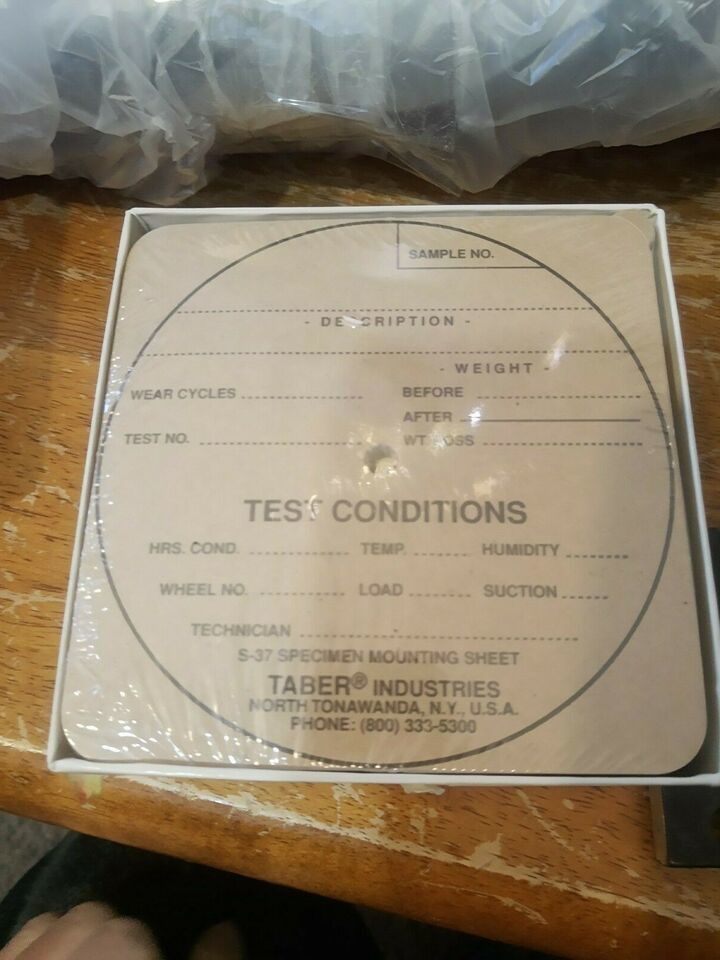 SAMPLE NO.
- DESCRIPTION -
- WEIGHT -
WEAR CYCLES BEFORE
AFTER
TEST NO. WT LOSS
TEST CONDITIONS
HRS. COND. TEMP. HUMIDITY
WHEEL NO. LOAD SUCTION
TECHNICIAN
S-37 SPECIMEN MOUNTING SHEET
TABER® INDUSTRIES
NORTH TONAWANDA, N.Y., U.S.A.
PHONE: (800) 333-5300